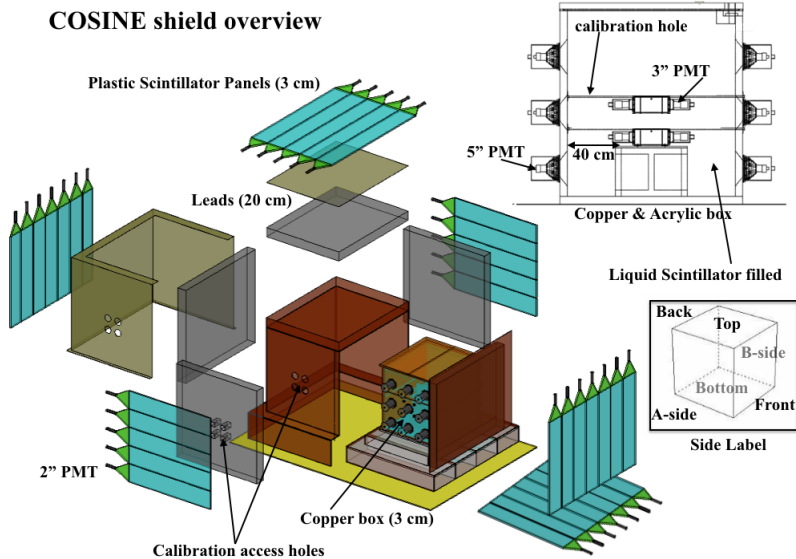 COSINE shield overview
calibration hole
Plastic Scintillator Panels (3 cm)
3” PMT
5” PMT
40 cm
Leads (20 cm)
Copper & Acrylic box
Liquid Scintillator filled
Back
Top
B-side
Bottom
A-side
Front
Side Label
2” PMT
Copper box (3 cm)
Calibration access holes